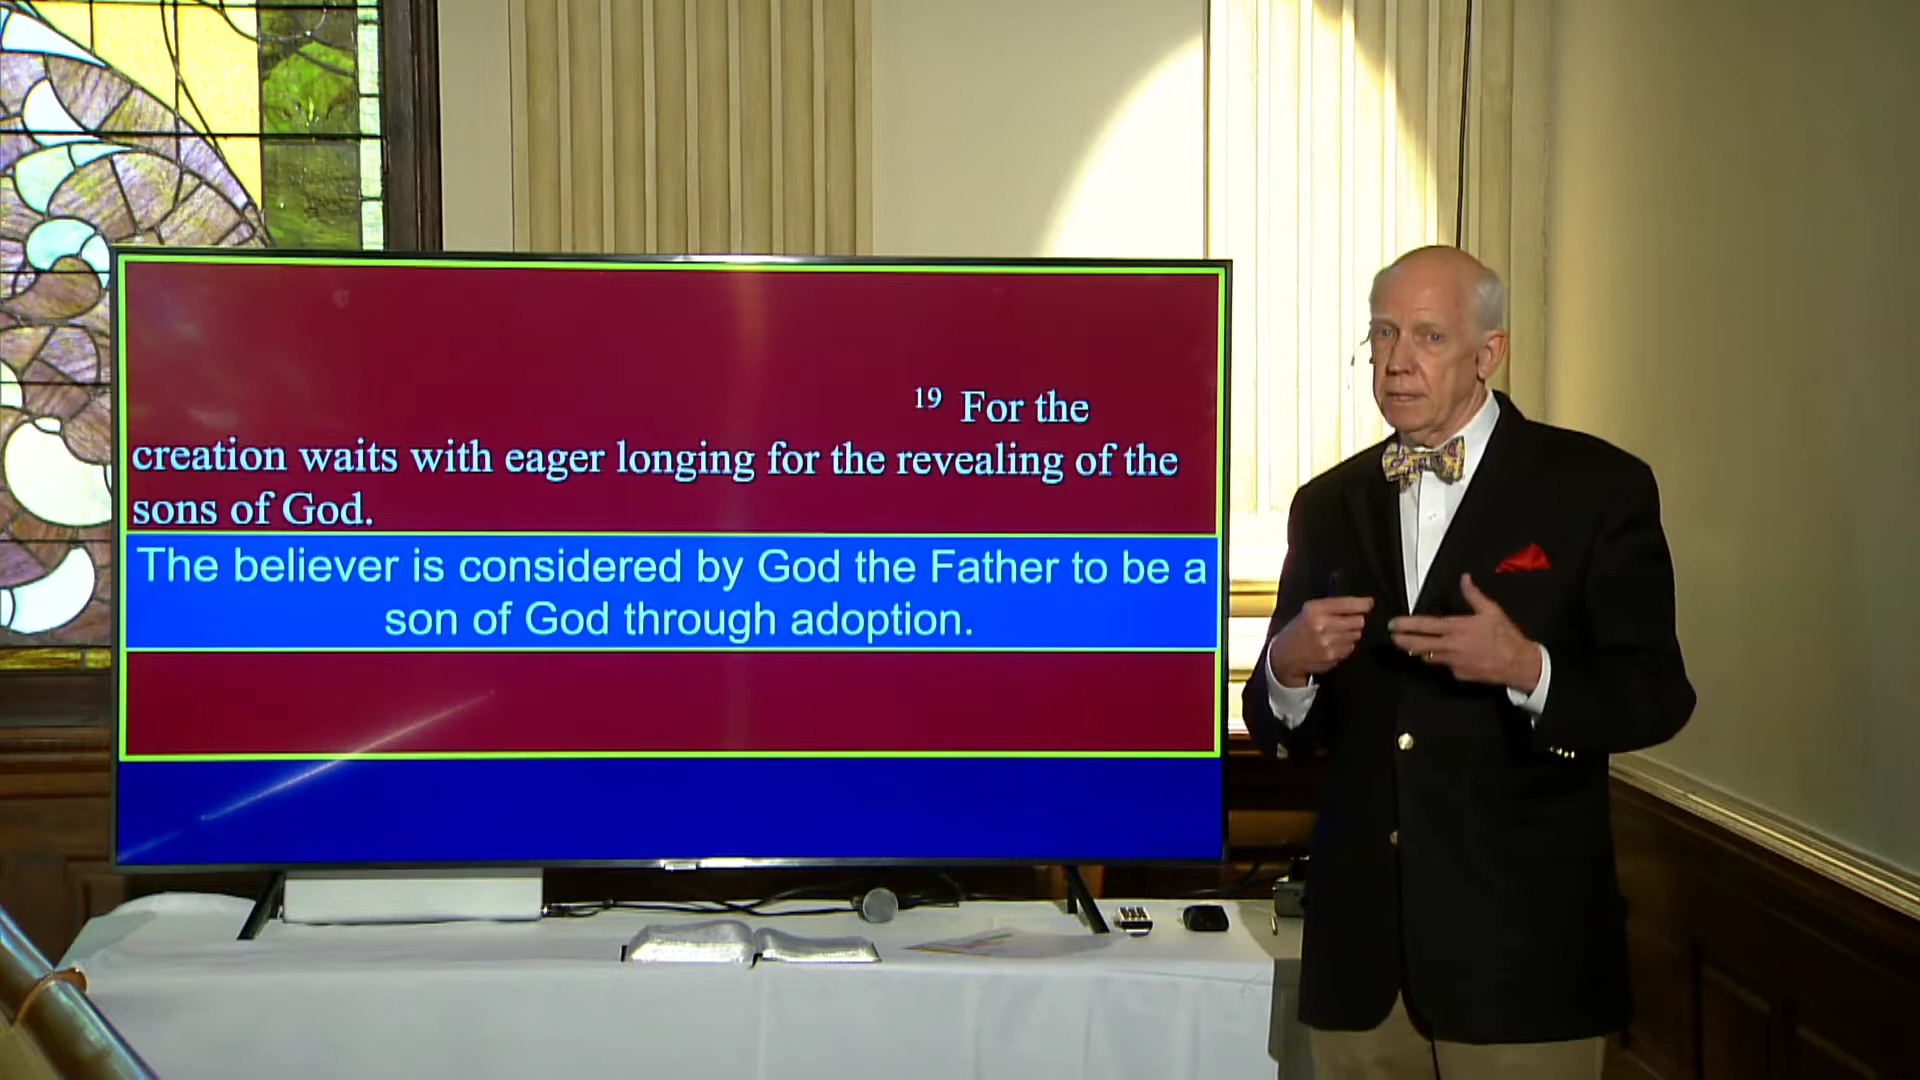 19 For the
creation waits with eager longing for the revealing of the
sons of God.
The believer is considered by God the Father to be a
son of God through adoption.